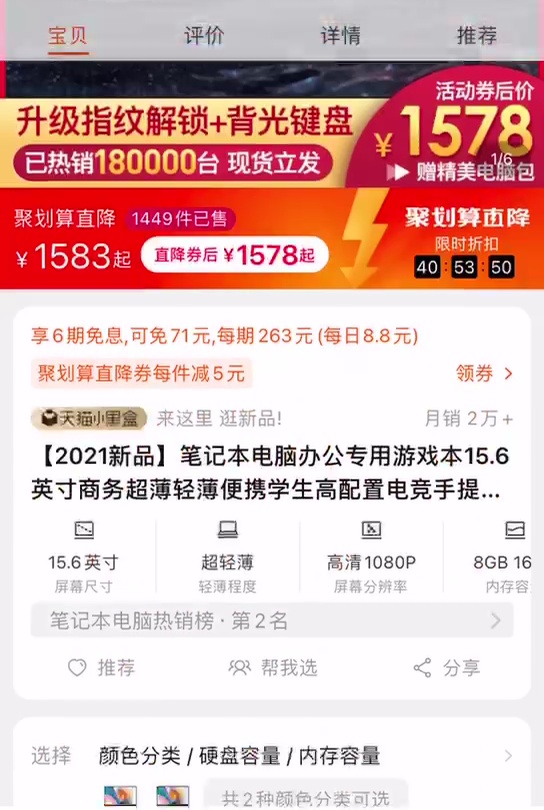 宝贝 评价 详情 推荐
活动券后价
升级指纹解锁+背光键盘
¥1578
1/6
已热销180000台 现货立发
赠精美电脑包
聚划算直降 1449件已售
聚划算直降
¥1583起 直降券后 ¥1578起
限时折扣
40:53:50
享6期免息,可免71元,每期263元(每日8.8元)
聚划算直降券每件减5元 领券
天猫小黑盒 来这里 逛新品! 月销2万+
【2021新品】笔记本电脑办公专用游戏本15.6
英寸商务超薄轻薄便携学生高配置电竞手提...
15.6英寸 超轻薄 高清1080P 8GB 16
屏幕尺寸 轻薄程度 屏幕分辨率 内存容
笔记本电脑热销榜·第2名
推荐 帮我选 分享
选择 颜色分类/硬盘容量/内存容量
共2种颜色分类可选